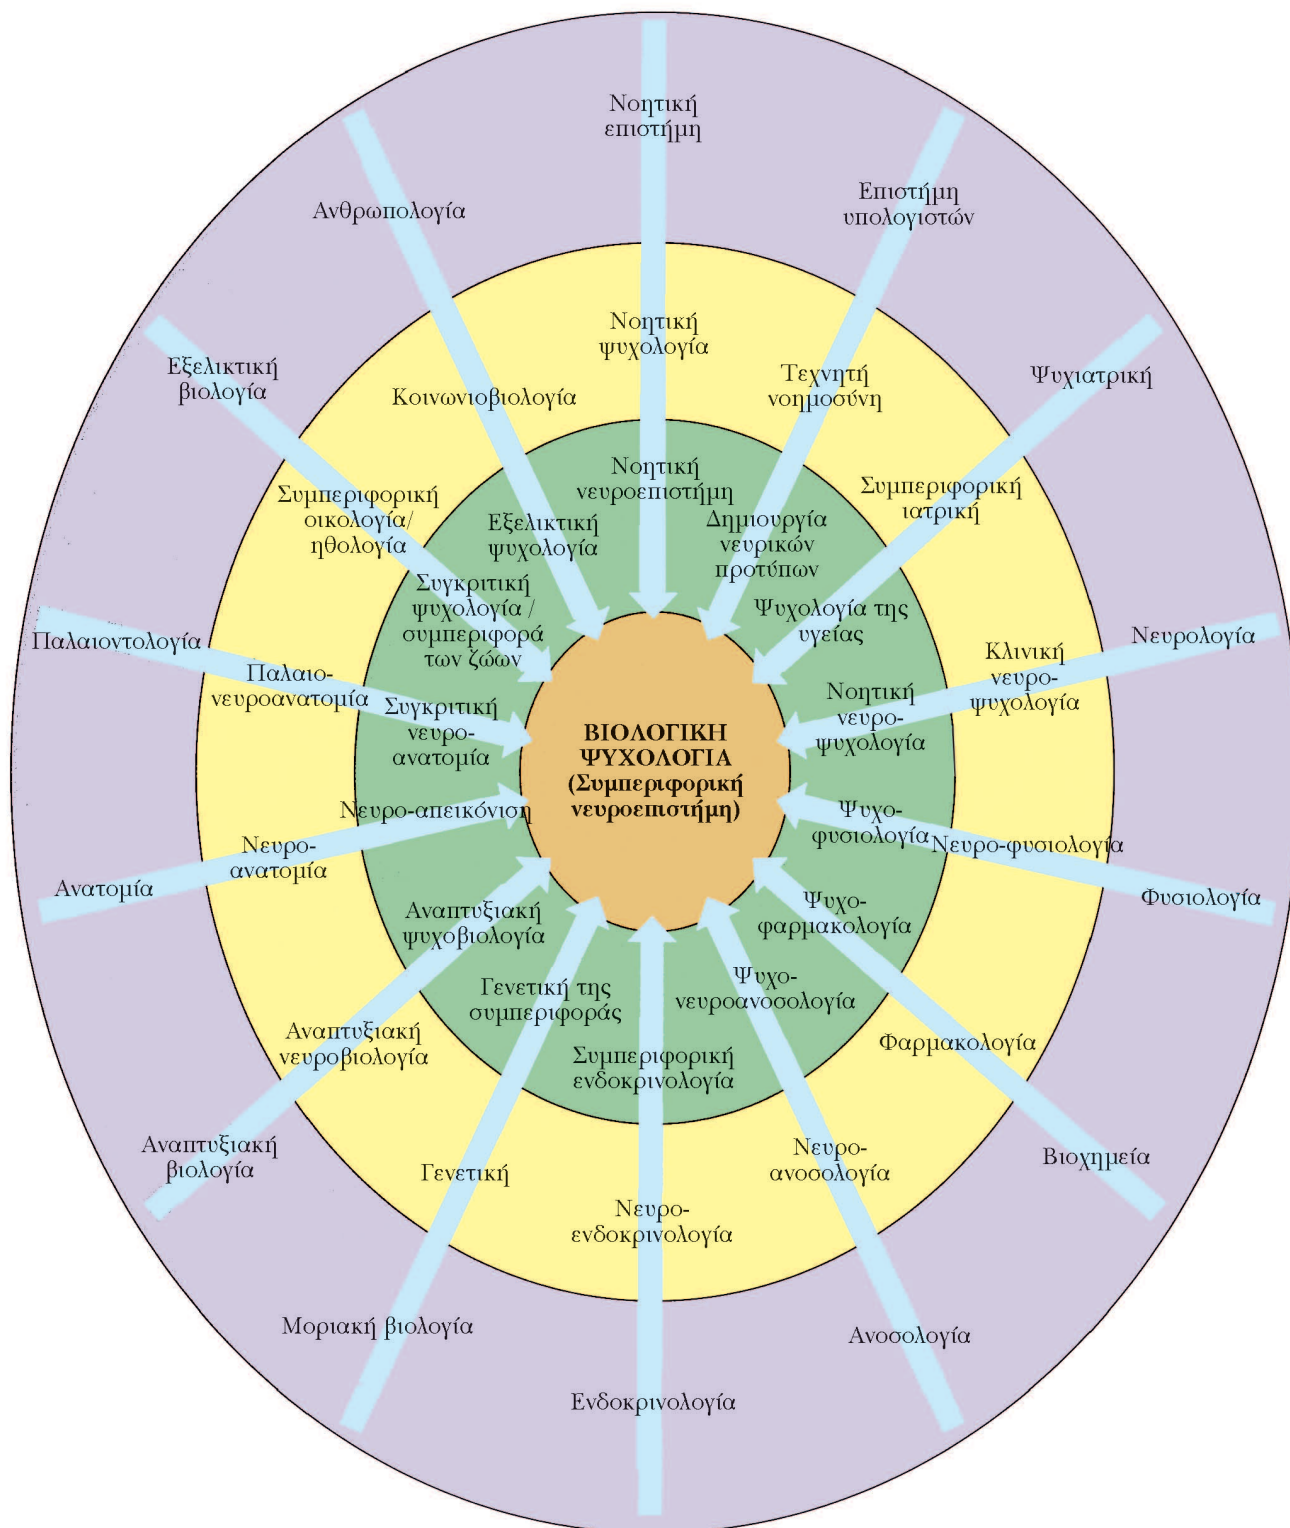 Νοητική
επιστήμη
Επιστήμη
υπολογιστών
Ανθρωπολογία
Νοητική
ψυχολογία
Εξελικτική
βιολογία
Τεχνητή
νοημοσύνη
Ψυχιατρική
Κοινωνιοβιολογία
Νοητική
νευροεπιστήμη
Συμπεριφορική
οικολογία/
ηθολογία
Συμπεριφορική
ιατρική
Εξελικτική
ψυχολογία
Δημιουργία
νευρικών
προτύπων
Συγκριτική
ψυχολογία /
συμπεριφορά
των ζώων
Ψυχολογία της
υγείας
Παλαιοντολογία
Νευρολογία
Παλαιο-
νευροανατομία
Κλινική
νευρο-
ψυχολογία
Συγκριτική
νευρο-
ανατομία
Νοητική
νευρο-
ψυχολογία
ΒΙΟΛΟΓΙΚΗ
ΨΥΧΟΛΟΓΙΑ
(Συμπεριφορική
νευροεπιστήμη)
Νευρο-απεικόνιση
Ψυχο-
φυσιολογία
Νευρο-φυσιολογία
Νευρο-
ανατομία
Ανατομία
Φυσιολογία
Αναπτυξιακή
ψυχοβιολογία
Ψυχο-
φαρμακολογία
Γενετική της
συμπεριφοράς
Ψυχο-
νευροανοσολογία
Αναπτυξιακή
νευροβιολογία
Συμπεριφορική
ενδοκρινολογία
Φαρμακολογία
Αναπτυξιακή
βιολογία
Γενετική
Νευρο-
ανοσολογία
Βιοχημεία
Νευρο-
ενδοκρινολογία
Μοριακή βιολογία
Ανοσολογία
Ενδοκρινολογία